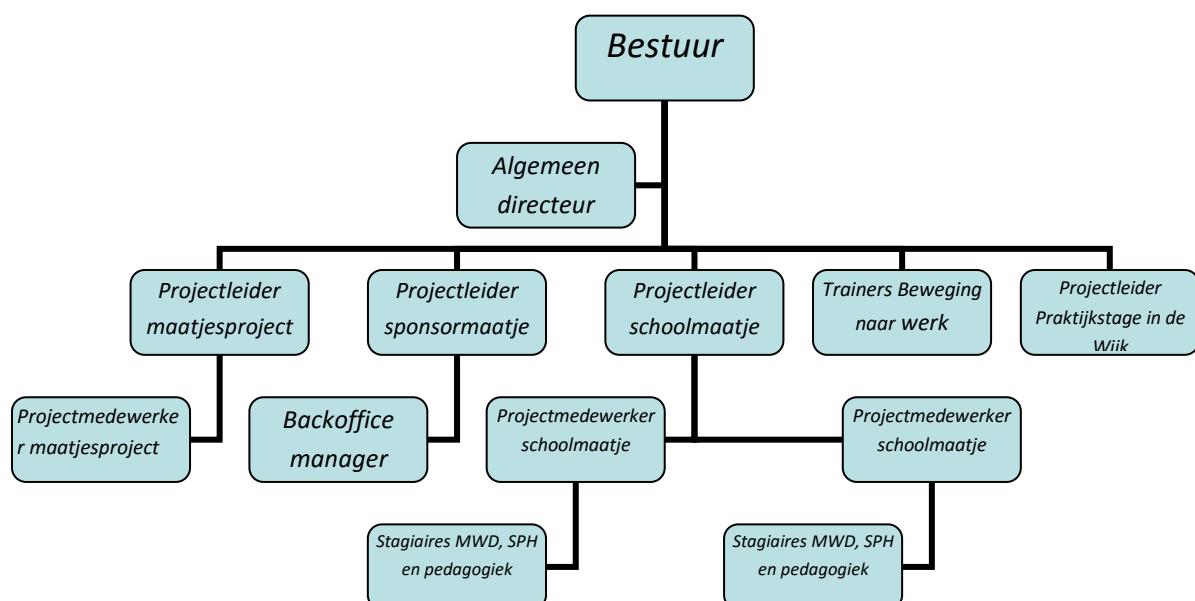 Bestuur
Algemeen
directeur
Projectleider
maatjesproject
Projectleider
sponsormaatje
Projectleider
schoolmaatje
Trainers Beweging
naar werk
Projectleider
Praktijkstage in de
Wijk
Projectmedewerke
r maatjesproject
Backoffice
manager
Projectmedewerker
schoolmaatje
Projectmedewerker
schoolmaatje
Stagiaires MWD, SPH
en pedagogiek
Stagiaires MWD, SPH
en pedagogiek